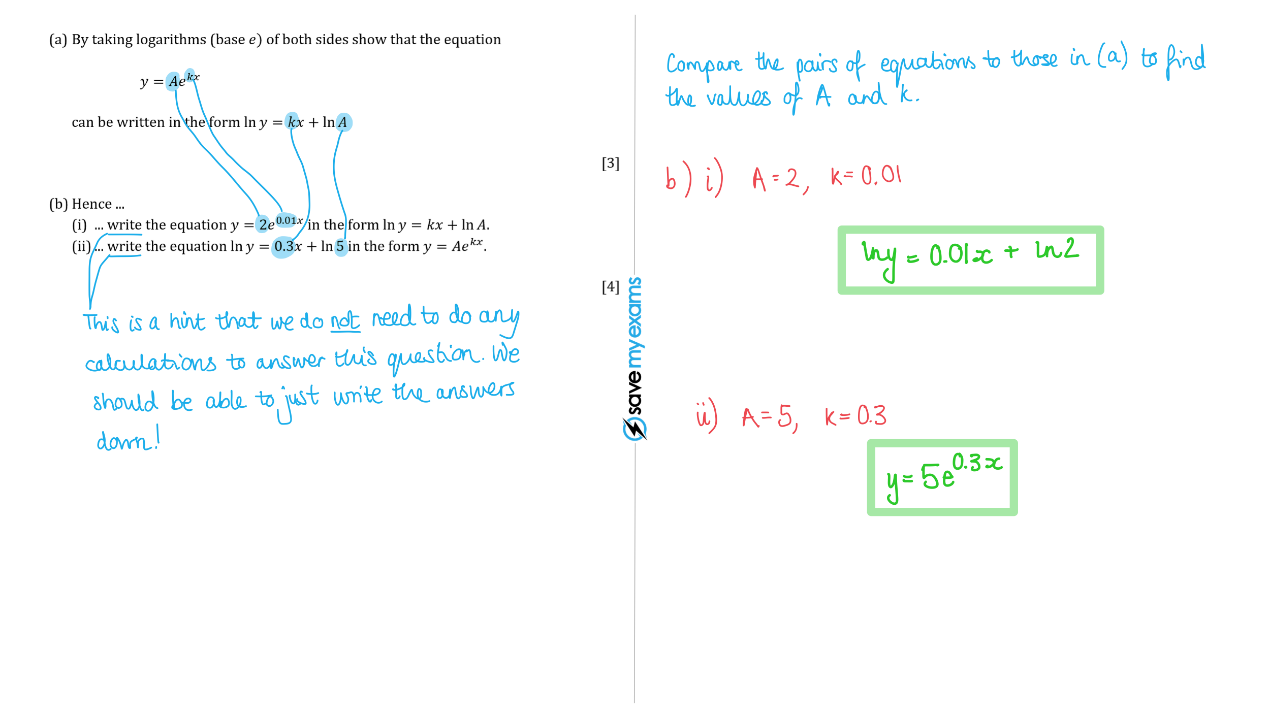 (a) By taking logarithms (base e) of both sides show that the equation
y = Ae^{kx}
can be written in the form ln y = kx + ln A
[3]
(b) Hence ...
(i) ... write the equation y = 2e^{0.01x} in the form ln y = kx + ln A.
(ii) ... write the equation ln y = 0.3x + ln 5 in the form y = Ae^{kx}.
[4]
This is a hint that we do not need to do any
calculations to answer this question. We
should be able to just write the answers
down!
savemyexams
Compare the pairs of equations to those in (a) to find
the values of A and k.
b) i) A = 2, k = 0.01
ln y = 0.01x + ln 2
ii) A = 5, k = 0.3
y = 5e^{0.3x}